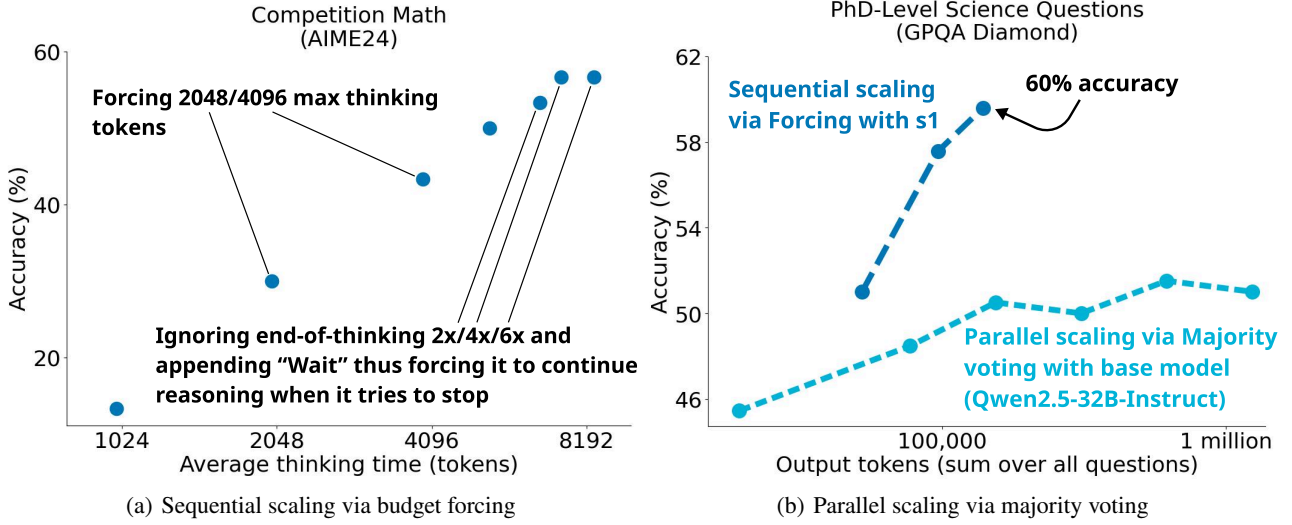 Competition Math
(AIME24)
60
40
20
Accuracy (%)
Forcing 2048/4096 max thinking
tokens
Ignoring end-of-thinking 2x/4x/6x and
appending “Wait” thus forcing it to continue
reasoning when it tries to stop
1024 2048 4096 8192
Average thinking time (tokens)
(a) Sequential scaling via budget forcing
PhD-Level Science Questions
(GPQA Diamond)
62
58
54
50
46
Accuracy (%)
Sequential scaling
via Forcing with s1
60% accuracy
Parallel scaling via Majority
voting with base model
(Qwen2.5-32B-Instruct)
100,000 1 million
Output tokens (sum over all questions)
(b) Parallel scaling via majority voting